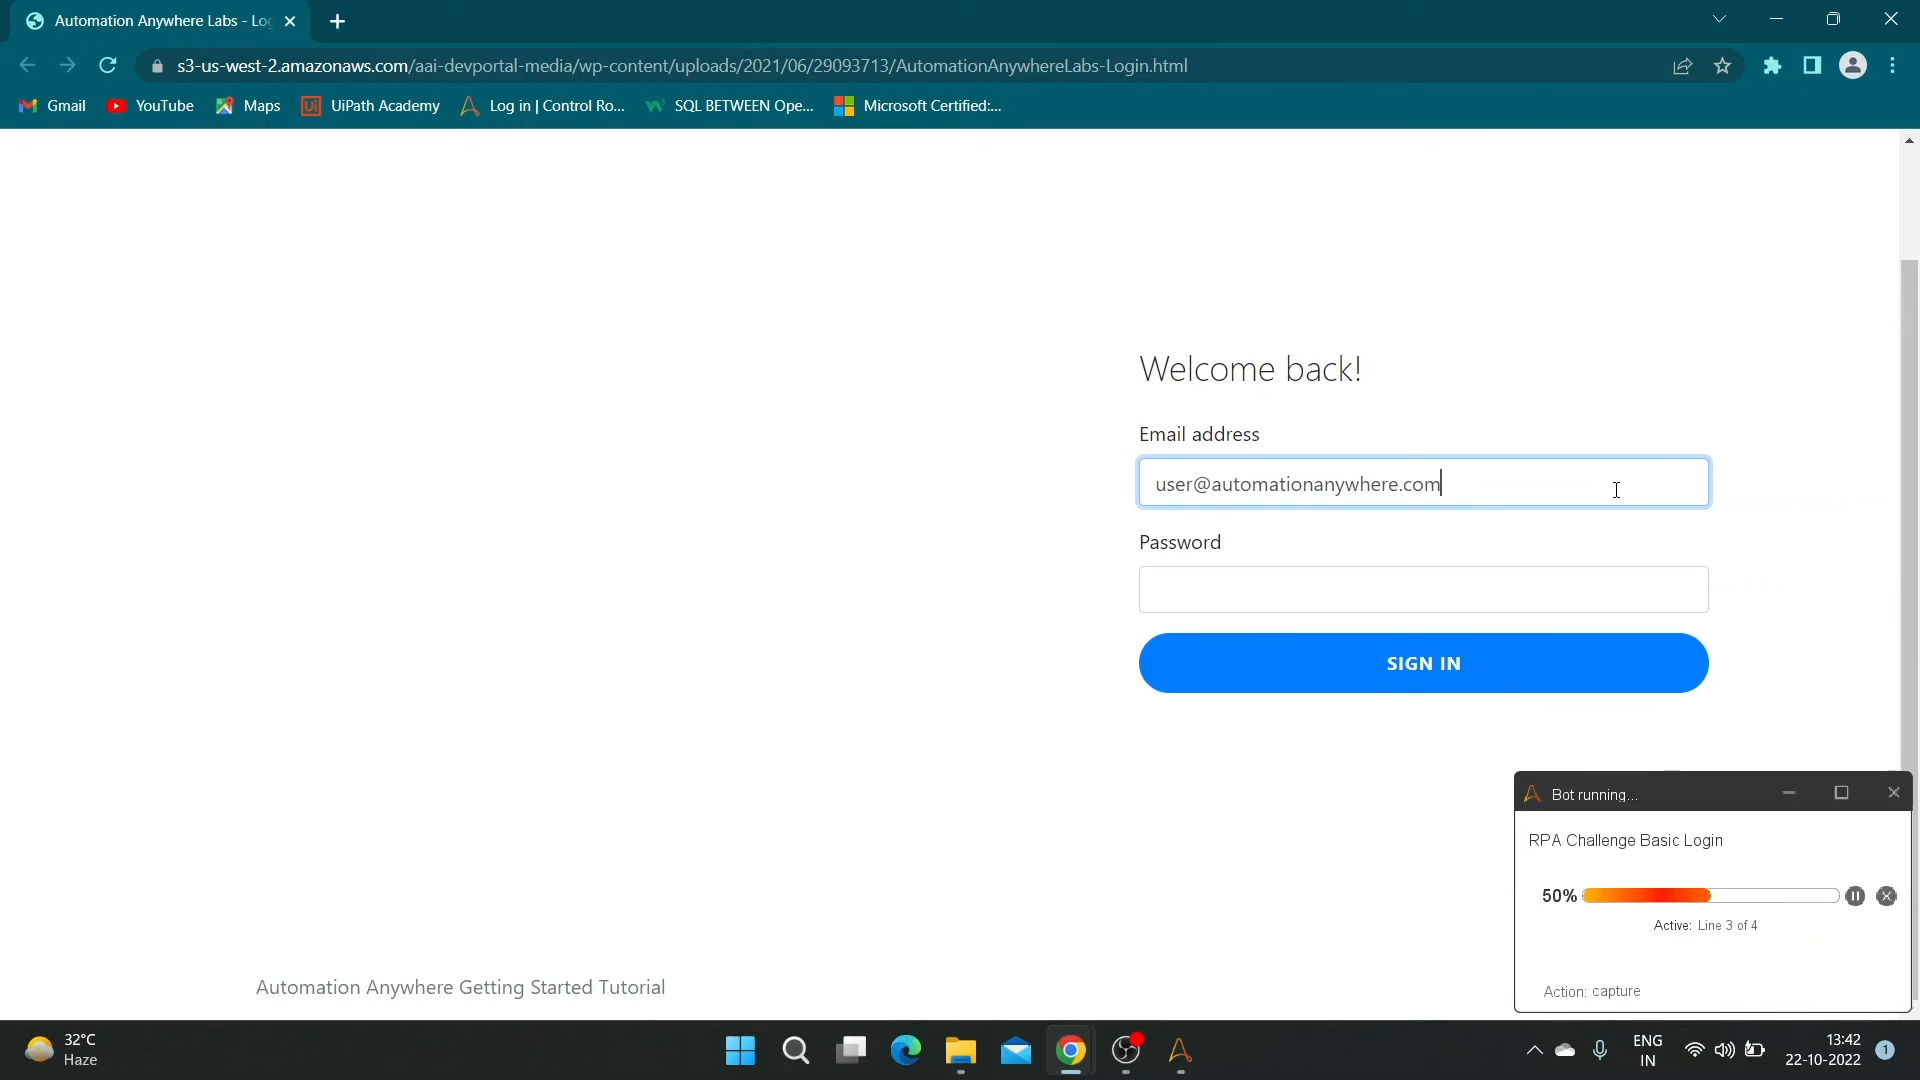 Automation Anywhere Labs - Log
s3-us-west-2.amazonaws.com/aai-devportal-media/wp-content/uploads/2021/06/29093713/AutomationAnywhereLabs-Login.html
Gmail YouTube Maps UiPath Academy Log in | Control Ro... SQL BETWEEN Ope... Microsoft Certified:...
Welcome back!
Email address
user@automationanywhere.com
Password
SIGN IN
Bot running...
RPA Challenge Basic Login
50%
Active: Line 3 of 4
Action: capture
Automation Anywhere Getting Started Tutorial
32°C
Haze
ENG
IN
13:42
22-10-2022
1